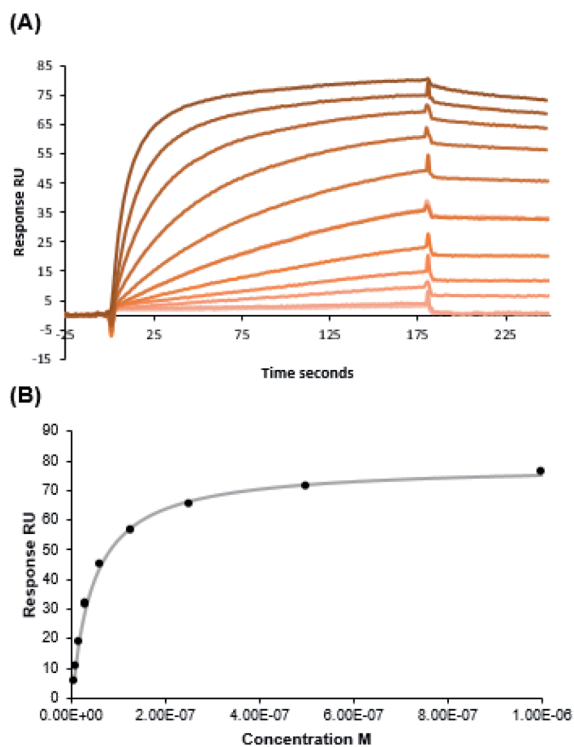 (A)
85
75
65
55
45
35
25
15
5
-5
-15
Response RU
-25 25 75 125 175 225
Time seconds
(B)
90
80
70
60
50
40
30
20
10
0
Response RU
0.00E+00 2.00E-07 4.00E-07 6.00E-07 8.00E-07 1.00E-06
Concentration M